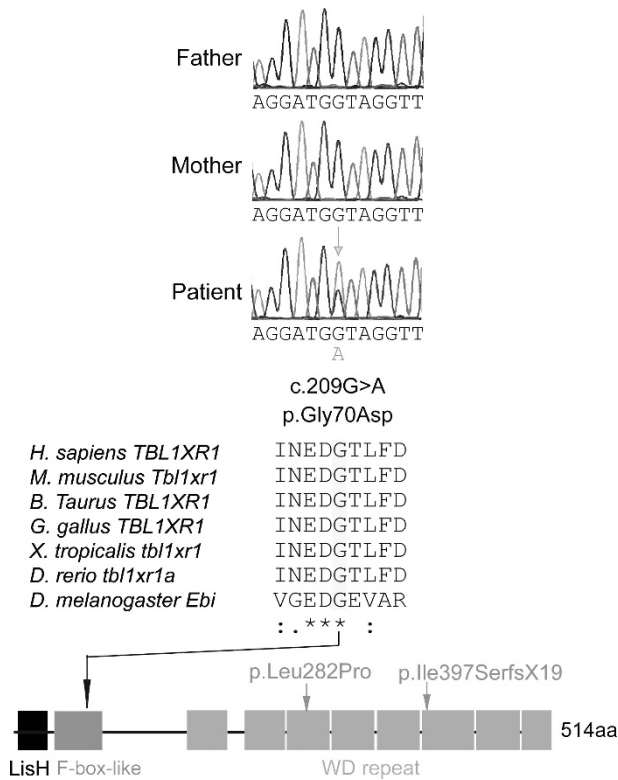 Father
AGGATGGTAGGTT
Mother
AGGATGGTAGGTT
Patient
AGGATGGTAGGTT
A
c.209G>A
p.Gly70Asp
H. sapiens TBL1XR1 INEDGTLFD
M. musculus Tbl1xr1 INEDGTLFD
B. Taurus TBL1XR1 INEDGTLFD
G. gallus TBL1XR1 INEDGTLFD
X. tropicalis tbl1xr1 INEDGTLFD
D. rerio tbl1xr1a INEDGTLFD
D. melanogaster Ebi VGEDGEVAR
:.*** :
p.Leu282Pro p.Ile397SerfsX19
514aa
LisH F-box-like WD repeat